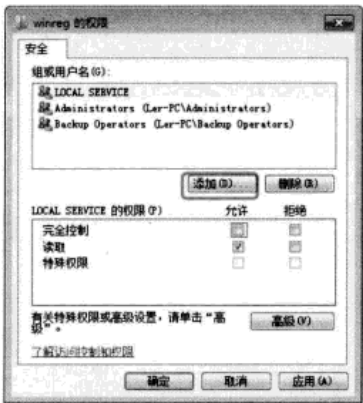 winreg 的权限
安全
组或用户名(G):
LOCAL SERVICE
Administrators (Ler-PC\Administrators)
Backup Operators (Ler-PC\Backup Operators)
添加(D)... 删除(R)
LOCAL SERVICE 的权限(P) 允许 拒绝
完全控制
读取
特殊权限
有关特殊权限或高级设置，请单击“高
级”。 高级(V)
了解访问控制和权限
确定 取消 应用(A)